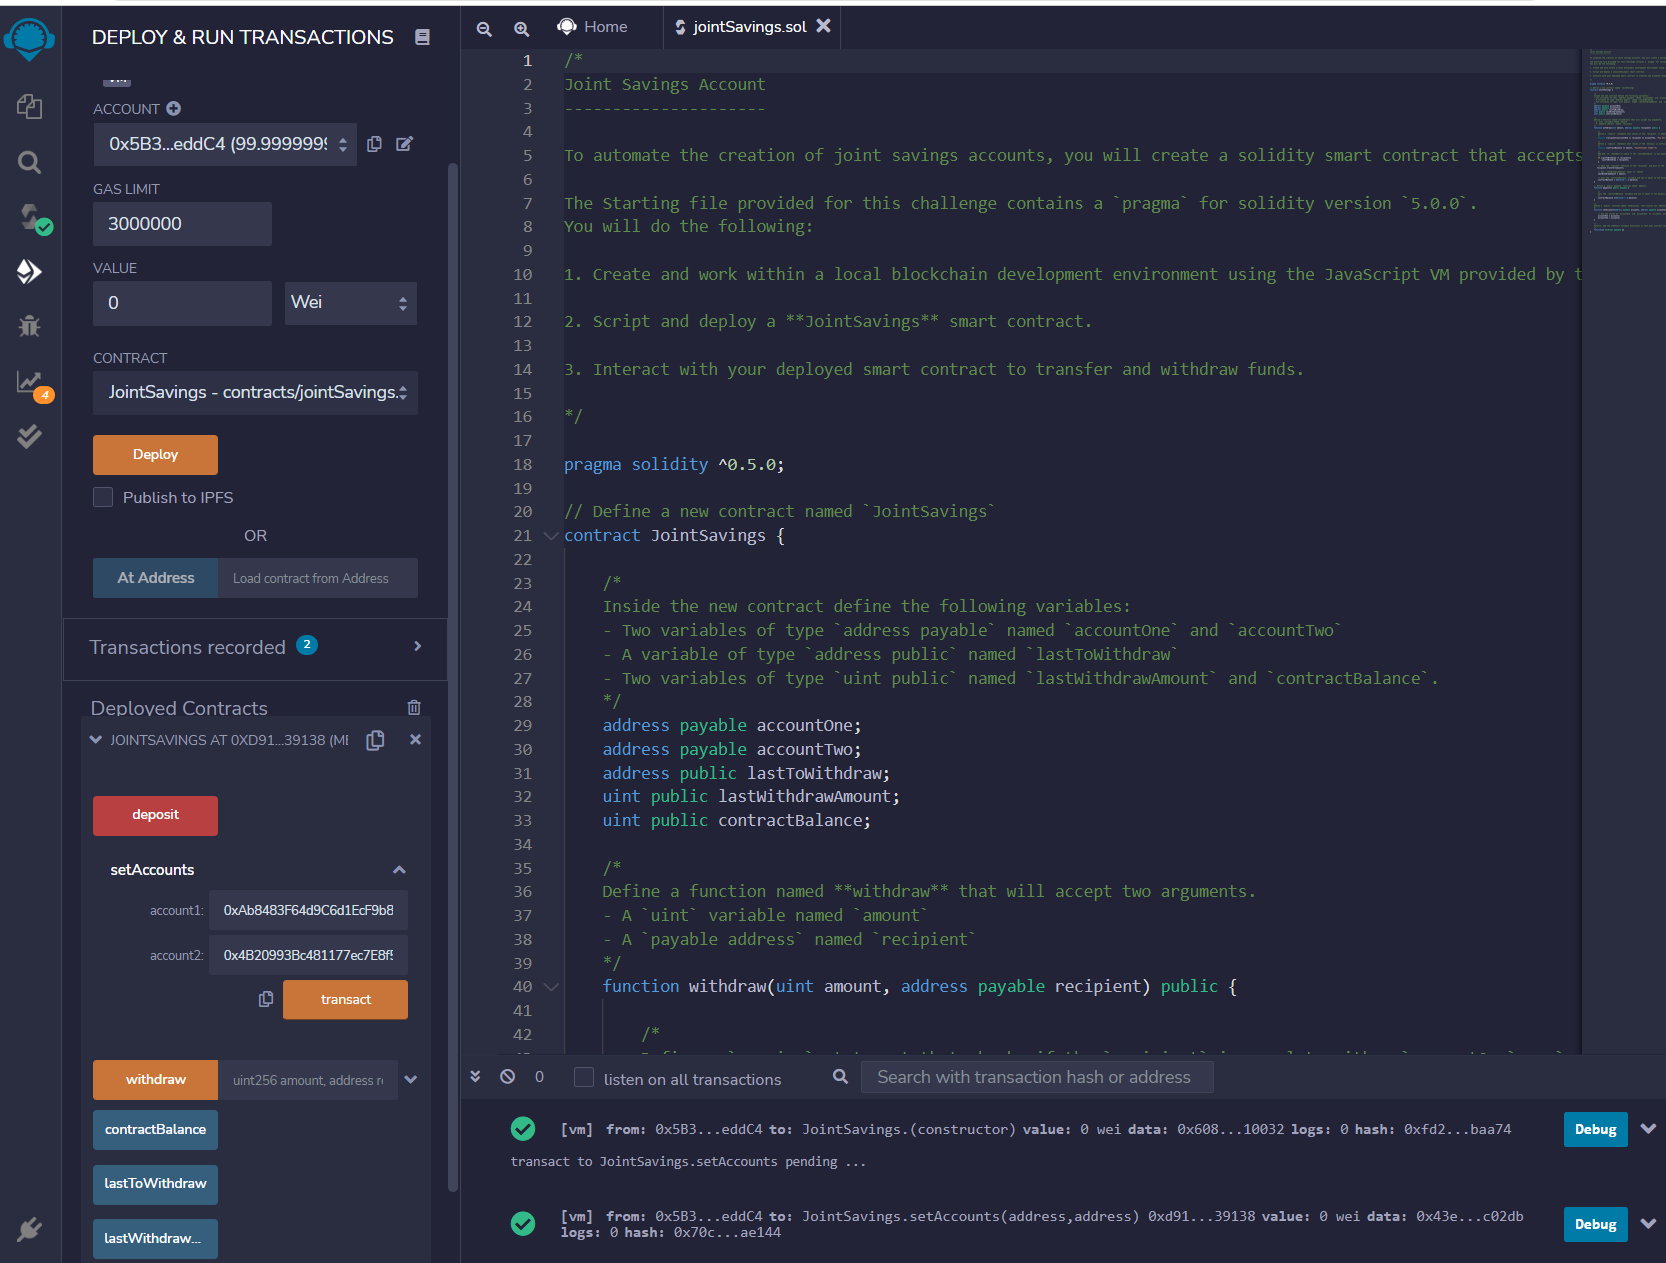 DEPLOY & RUN TRANSACTIONS
ACCOUNT
0x5B3...eddC4 (99.9999999
GAS LIMIT
3000000
VALUE
0
Wei
CONTRACT
JointSavings - contracts/jointSavings.
Deploy
Publish to IPFS
OR
At Address
Load contract from Address
Transactions recorded 2
Deployed Contracts
JOINTSAVINGS AT 0XD91...39138 (ME
deposit
setAccounts
account1: 0xAb8483F64d9C6d1EcF9b8
account2: 0x4B20993Bc481177ec7E8f5
transact
withdraw
uint256 amount, address re
contractBalance
lastToWithdraw
lastWithdraw...
4
Home
jointSavings.sol
1 /*
2 Joint Savings Account
3 ---------------------
4
5 To automate the creation of joint savings accounts, you will create a solidity smart contract that accepts
6
7 The Starting file provided for this challenge contains a `pragma` for solidity version `5.0.0`.
8 You will do the following:
9
10 1. Create and work within a local blockchain development environment using the JavaScript VM provided by t
11
12 2. Script and deploy a **JointSavings** smart contract.
13
14 3. Interact with your deployed smart contract to transfer and withdraw funds.
15
16 */
17
18 pragma solidity ^0.5.0;
19
20 // Define a new contract named `JointSavings`
21 contract JointSavings {
22
23 /*
24 Inside the new contract define the following variables:
25 - Two variables of type `address payable` named `accountOne` and `accountTwo`
26 - A variable of type `address public` named `lastToWithdraw`
27 - Two variables of type `uint public` named `lastWithdrawAmount` and `contractBalance`.
28 */
29 address payable accountOne;
30 address payable accountTwo;
31 address public lastToWithdraw;
32 uint public lastWithdrawAmount;
33 uint public contractBalance;
34
35 /*
36 Define a function named **withdraw** that will accept two arguments.
37 - A `uint` variable named `amount`
38 - A `payable address` named `recipient`
39 */
40 function withdraw(uint amount, address payable recipient) public {
41
42 /*
0
listen on all transactions
Search with transaction hash or address
[vm] from: 0x5B3...eddC4 to: JointSavings.(constructor) value: 0 wei data: 0x608...10032 logs: 0 hash: 0xfd2...baa74
Debug
transact to JointSavings.setAccounts pending ...
[vm] from: 0x5B3...eddC4 to: JointSavings.setAccounts(address,address) 0xd91...39138 value: 0 wei data: 0x43e...c02db
logs: 0 hash: 0x70c...ae144
Debug